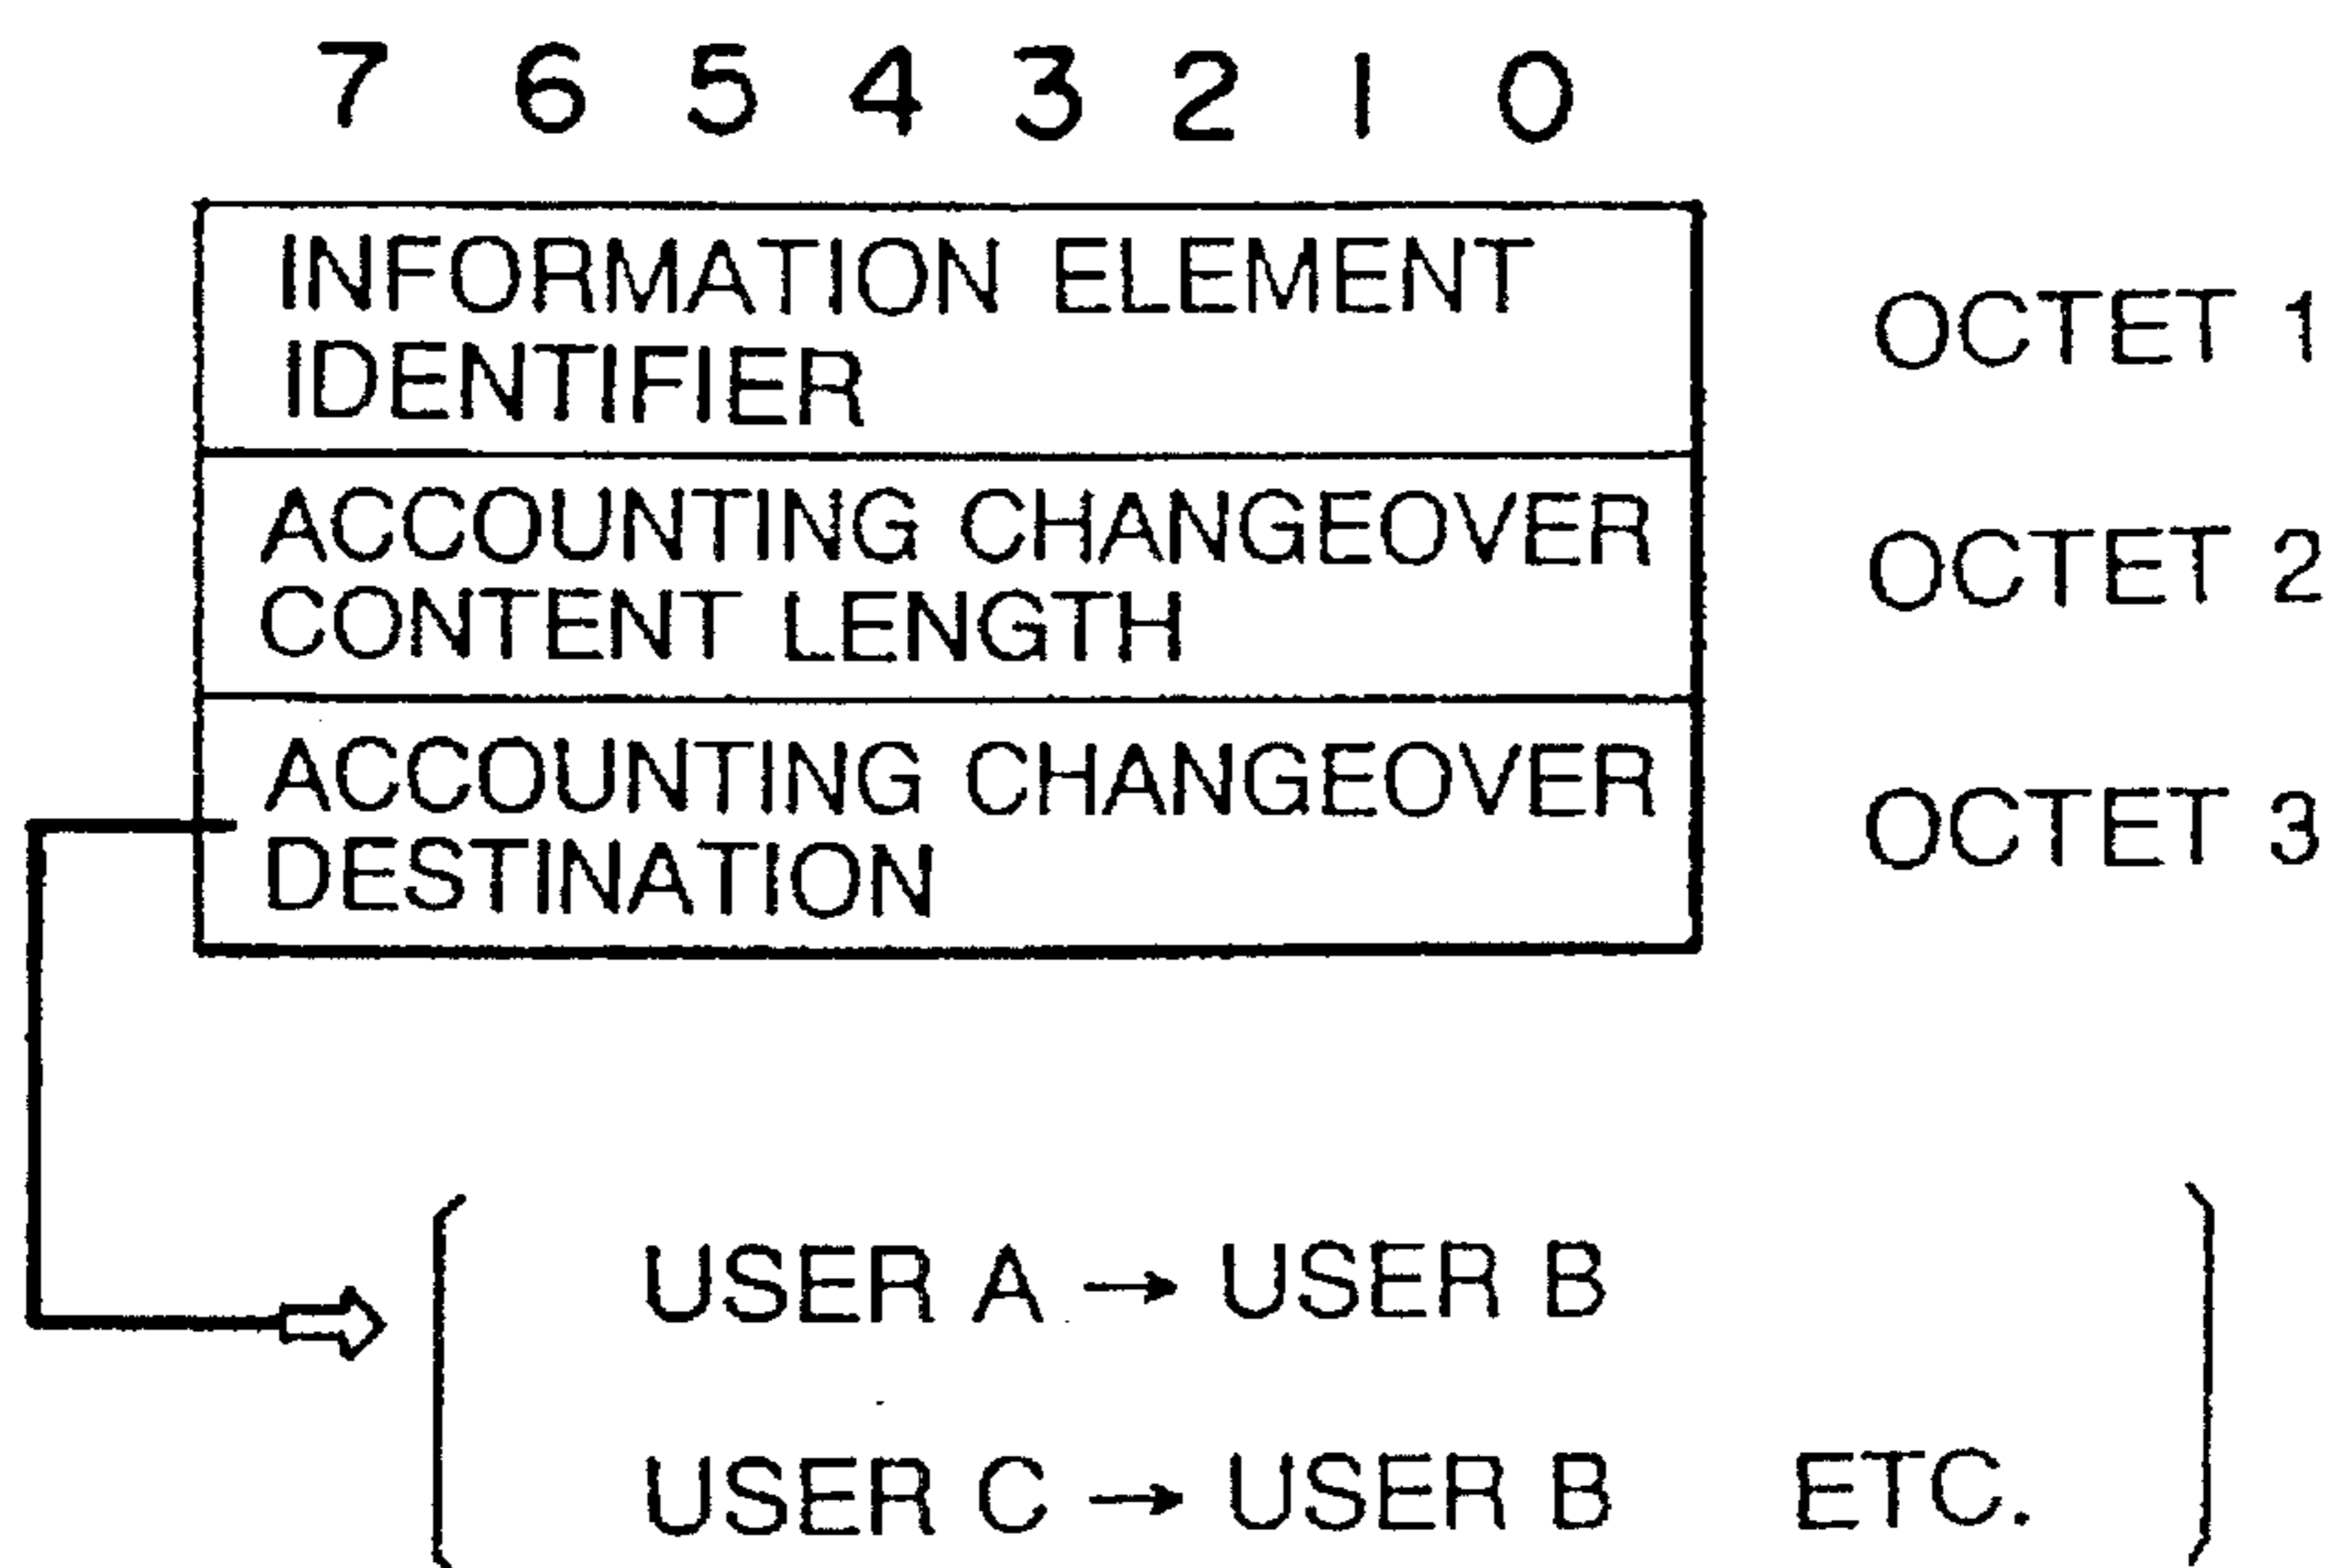 7 6 5 4 3 2 1 0
INFORMATION ELEMENT
IDENTIFIER
OCTET 1
ACCOUNTING CHANGEOVER
CONTENT LENGTH
OCTET 2
ACCOUNTING CHANGEOVER
DESTINATION
OCTET 3
USER A → USER B
USER C → USER B ETC.